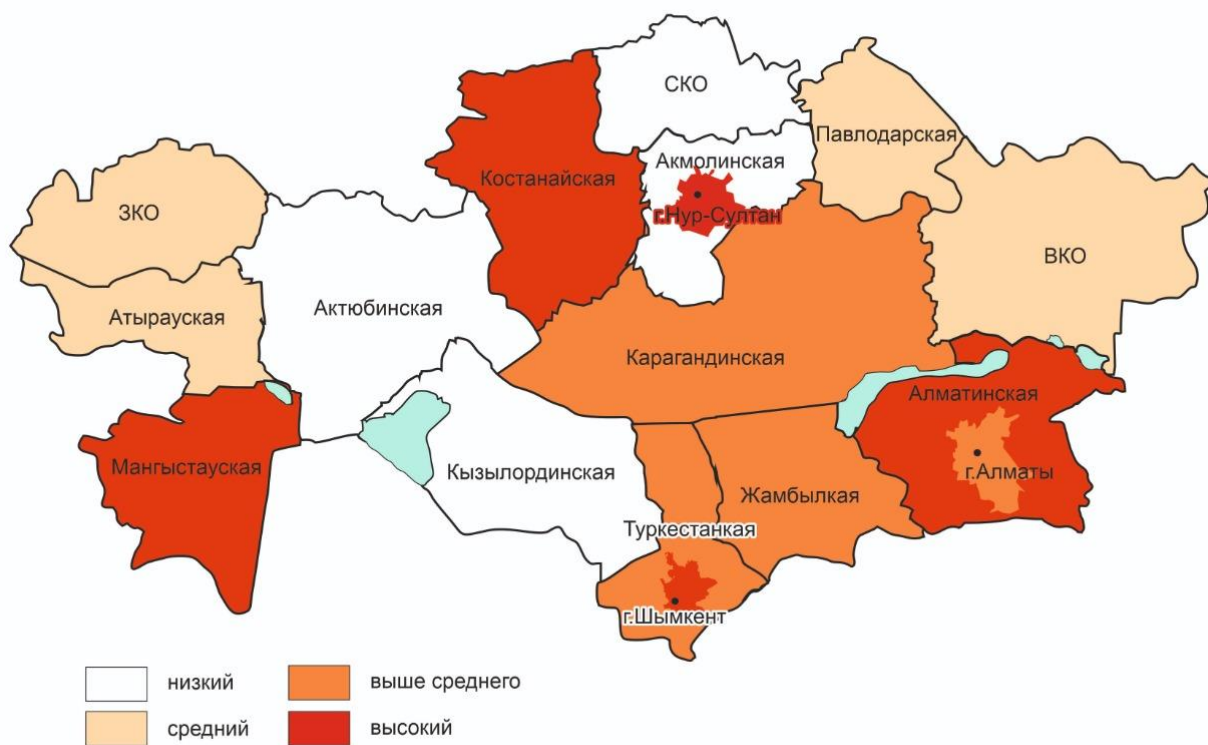 СКО
Павлодарская
Акмолинская
Костанайская
ЗКО
г.Нур-Султан
ВКО
Актюбинская
Атырауская
Карагандинская
Алматинская
Мангыстауская
Кызылординская
г.Алматы
Жамбылкая
Туркестанкая
г.Шымкент
низкий
выше среднего
средний
высокий